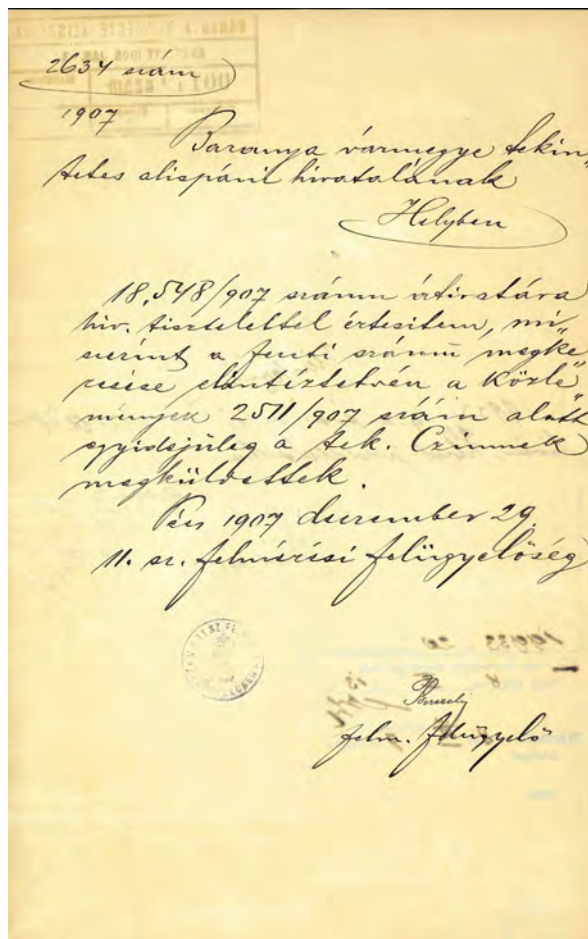 2634 szám
1907
Baranya vármegye tekin„
tetes alispáni hivatalának
Helyben
18,548/907 számu átiratára
hiv. tisztelettel értesitem, mi„
szerint a fenti számú megke„
resése elintéztetvén a közle„
mények 2511/907 szám alatt
egyidejüleg a tek. Czimnek
megküldettek.
Pécs 1907 deczember 29.
11. sz. felmérési felügyelőség
felm. felügyelő